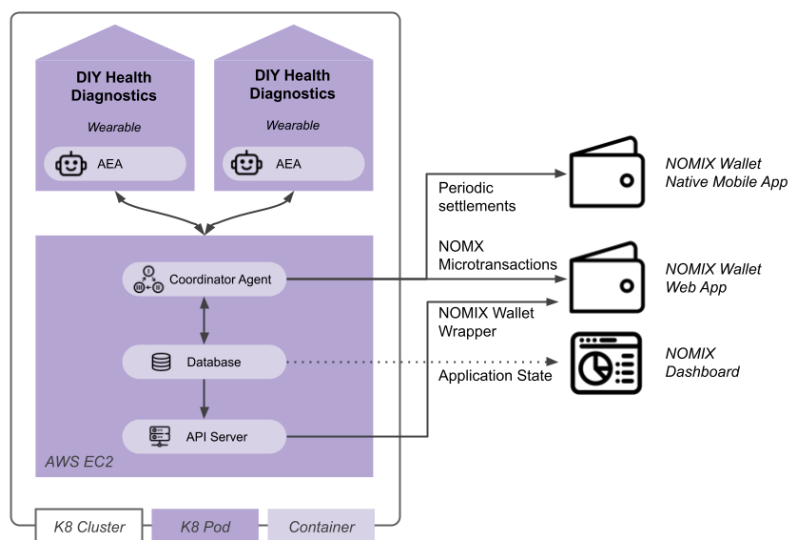 DIY Health
Diagnostics
Wearable
AEA
DIY Health
Diagnostics
Wearable
AEA
Periodic
settlements
NOMIX Wallet
Native Mobile App
NOMX
Microtransactions
Coordinator Agent
NOMIX Wallet
Web App
NOMIX Wallet
Wrapper
Database
Application State
NOMIX
Dashboard
API Server
AWS EC2
K8 Cluster
K8 Pod
Container